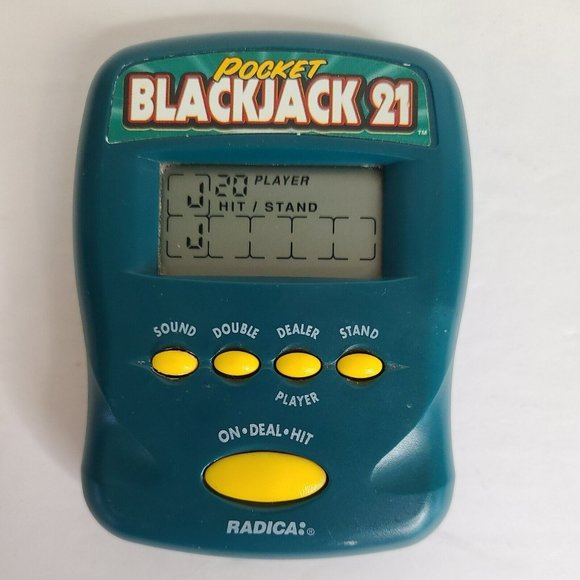 POCKET
BLACKJACK 21 ™
J 20 PLAYER
HIT / STAND
J
SOUND DOUBLE DEALER STAND
PLAYER
ON•DEAL•HIT
RADICA:®